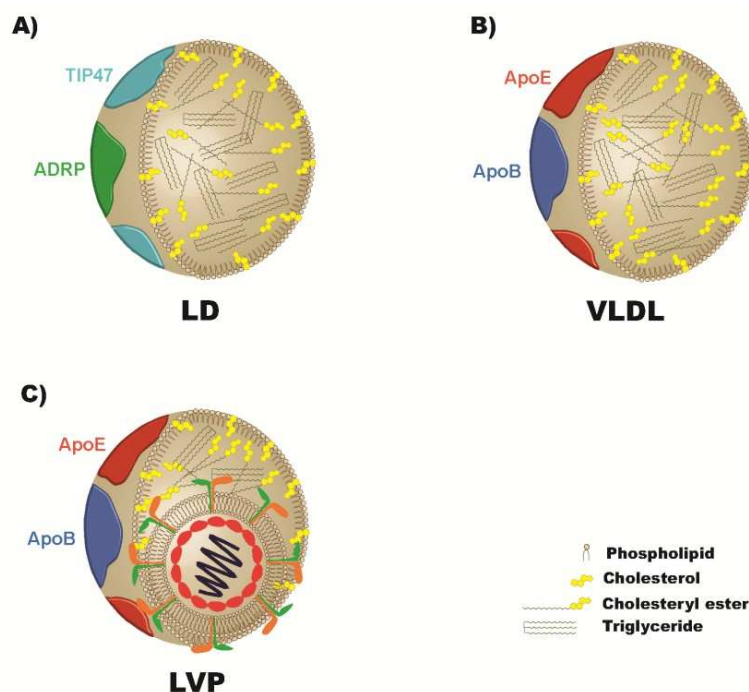 A)
TIP47
ADRP
LD
B)
ApoE
ApoB
VLDL
C)
ApoE
ApoB
LVP
Phospholipid
Cholesterol
Cholesteryl ester
Triglyceride